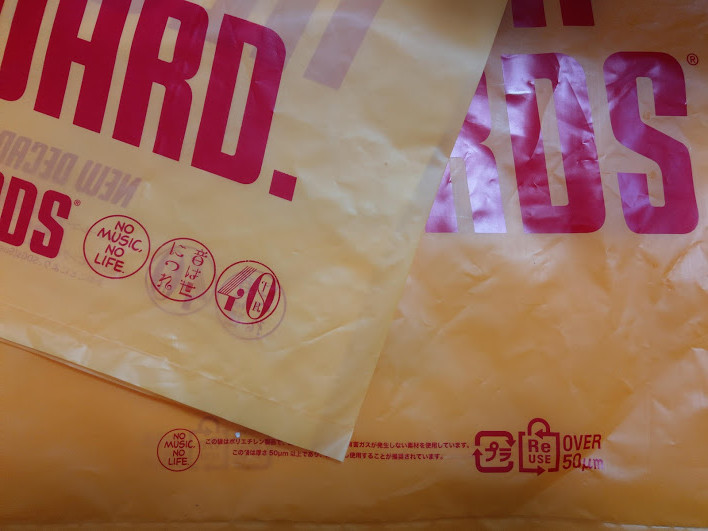 OARD.
RDS®
NEW DECAD
RDS®
NO
MUSIC,
NO
LIFE.
音は世
につれ
40
T/R
NO
MUSIC,
NO
LIFE.
この袋はポリエチレン
害ガスが発生しない素材を使用しています。
この袋は厚さ50μm以上であり
使用することが推奨されています。
プラ
Re
USE
OVER
50μm